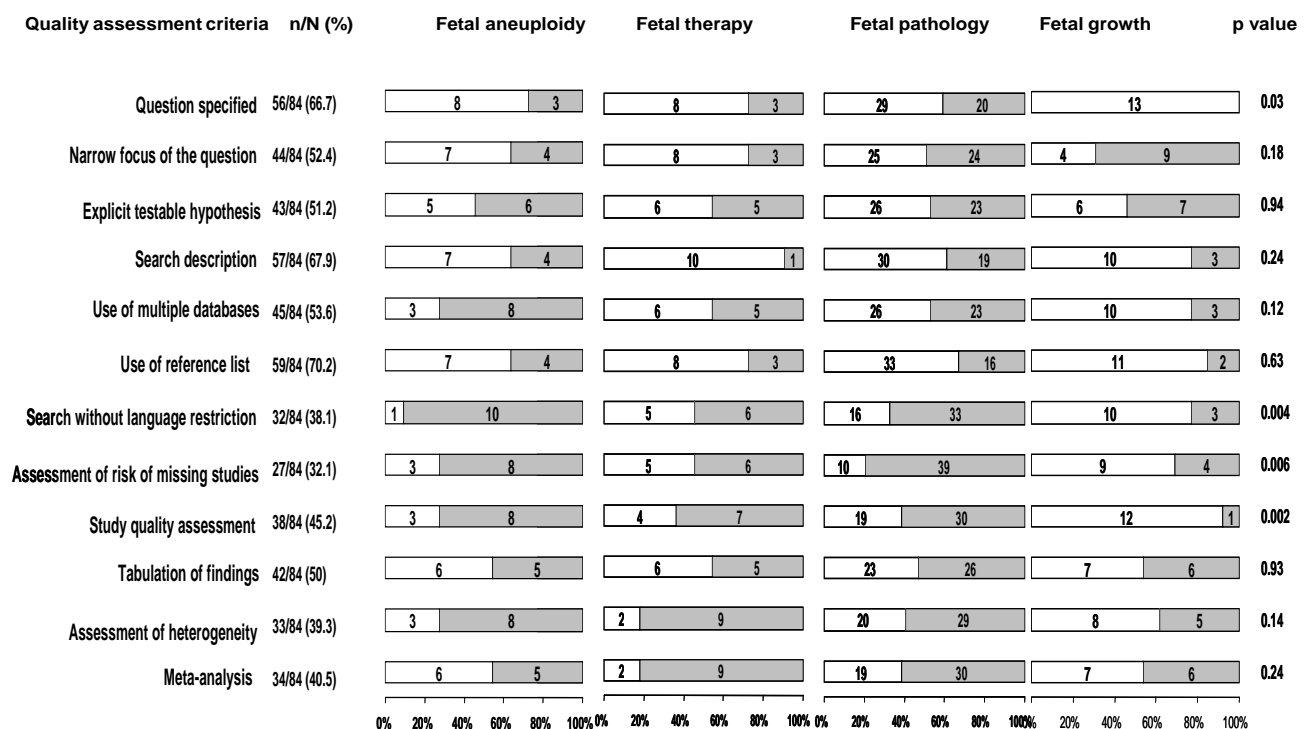 Quality assessment criteria n/N (%) Fetal aneuploidy Fetal therapy Fetal pathology Fetal growth p value
Question specified 56/84 (66.7) 8 3 8 3 29 20 13 0.03
Narrow focus of the question 44/84 (52.4) 7 4 8 3 25 24 4 9 0.18
Explicit testable hypothesis 43/84 (51.2) 5 6 6 5 26 23 6 7 0.94
Search description 57/84 (67.9) 7 4 10 1 30 19 10 3 0.24
Use of multiple databases 45/84 (53.6) 3 8 6 5 26 23 10 3 0.12
Use of reference list 59/84 (70.2) 7 4 8 3 33 16 11 2 0.63
Search without language restriction 32/84 (38.1) 1 10 5 6 16 33 10 3 0.004
Assessment of risk of missing studies 27/84 (32.1) 3 8 5 6 10 39 9 4 0.006
Study quality assessment 38/84 (45.2) 3 8 4 7 19 30 12 1 0.002
Tabulation of findings 42/84 (50) 6 5 6 5 23 26 7 6 0.93
Assessment of heterogeneity 33/84 (39.3) 3 8 2 9 20 29 8 5 0.14
Meta-analysis 34/84 (40.5) 6 5 2 9 19 30 7 6 0.24
0% 20% 40% 60% 80% 100% 0% 20% 40% 60% 80% 100% 0% 20% 40% 60% 80% 100% 0% 20% 40% 60% 80% 100%